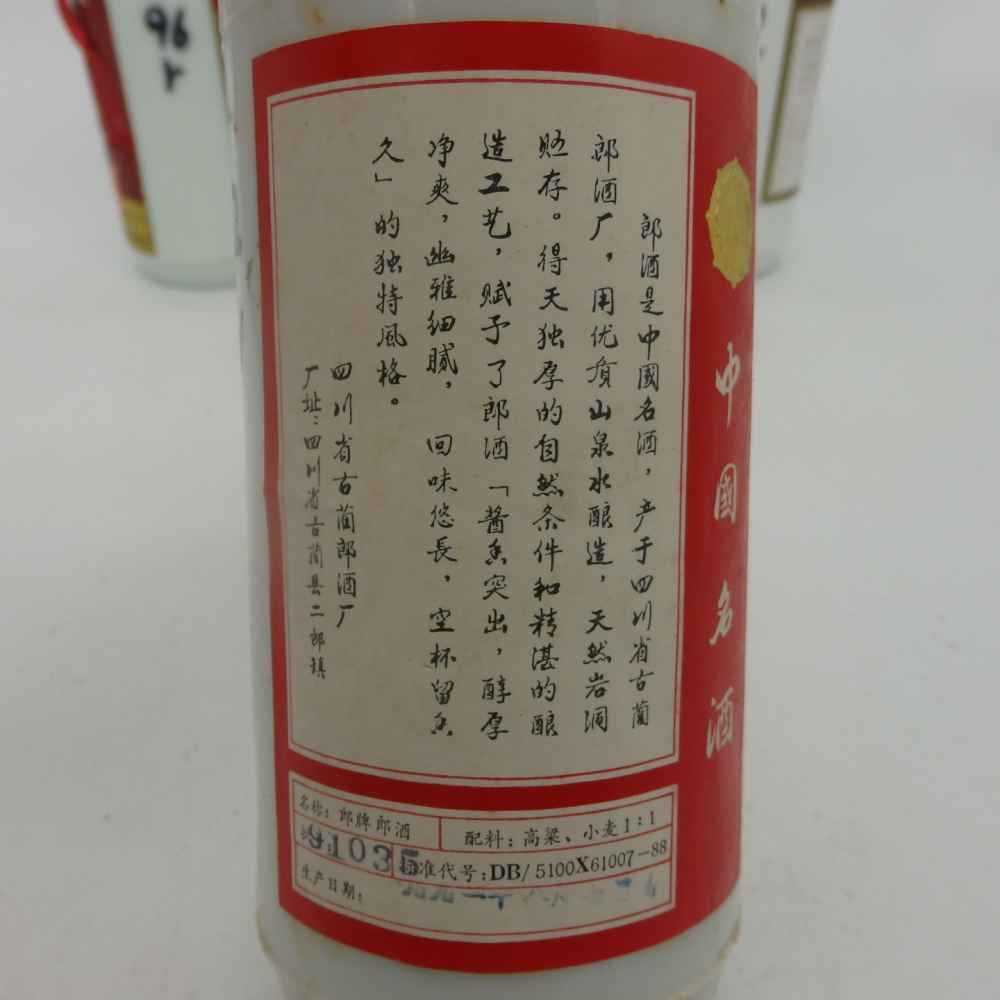 郎酒是中國名酒，产于四川省古蔺
郎酒厂，用优质山泉水酿造，天然岩洞
贮存。得天独厚的自然条件和精湛的酿
造工艺，赋予了郎酒「酱香突出，醇厚
净爽，幽雅细腻，回味悠長，空杯留香
久」的独特風格。
四川省古蔺郎酒厂
厂址：四川省古蔺县二郎镇
中國名酒
名称：郎牌郎酒
配料：高粱、小麦1：1
91035
标准代号：DB/5100X61007-88
生产日期：
96